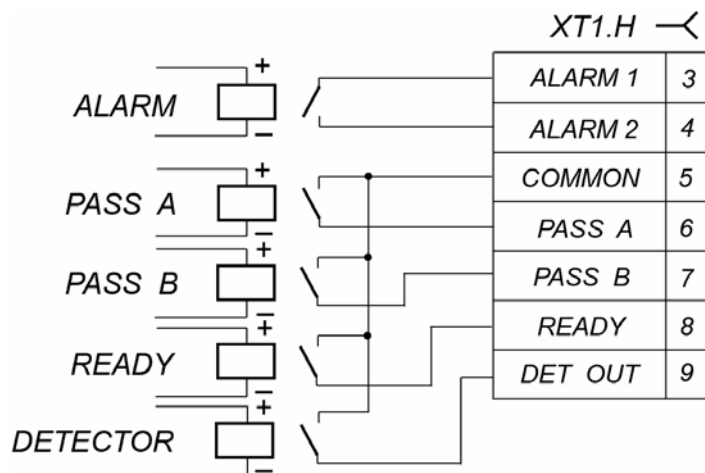 XT1.H
ALARM
+
−
ALARM 1 3
ALARM 2 4
PASS A
+
−
COMMON 5
PASS A 6
PASS B
+
−
PASS B 7
READY
+
−
READY 8
DETECTOR
+
−
DET OUT 9